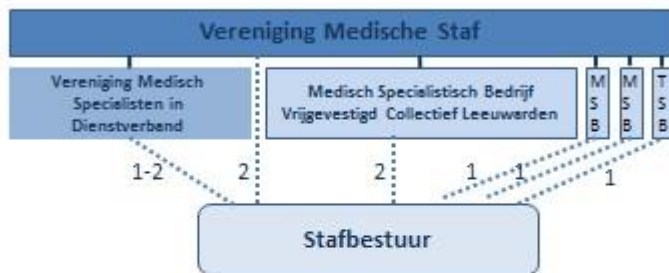 Vereniging Medische Staf
Vereniging Medisch
Specialisten in
Dienstverband
Medisch Specialistisch Bedrijf
Vrijgevestigd Collectief Leeuwarden
M
S
B
M
S
B
T
S
B
1-2
2
2
1
1
1
Stafbestuur